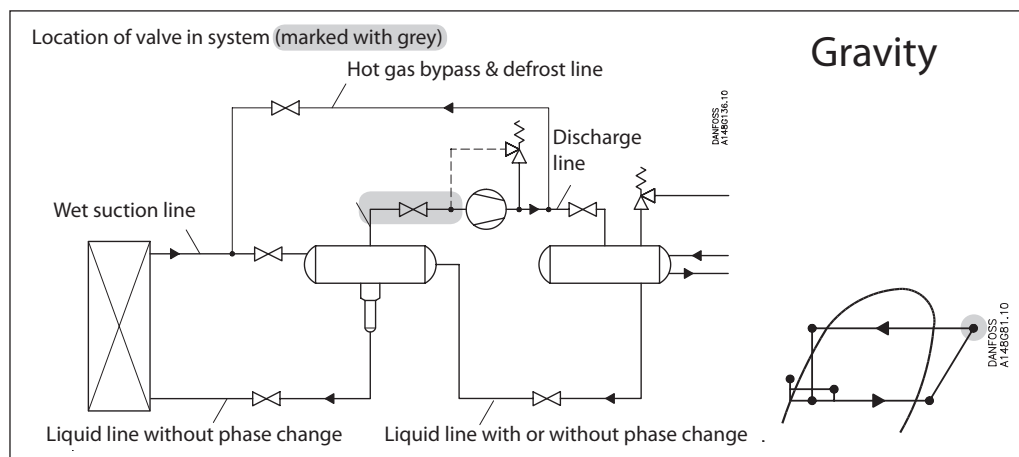 Location of valve in system (marked with grey)
Gravity
Hot gas bypass & defrost line
DANFOSS
A148G136.10
Discharge
line
Wet suction line
DANFOSS
A148G81.10
Liquid line without phase change
Liquid line with or without phase change